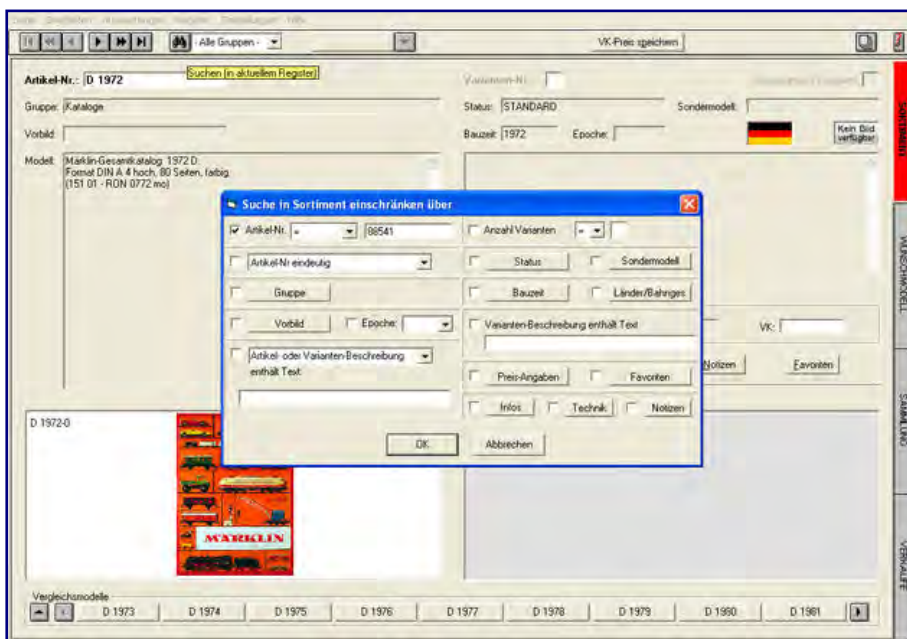 - Alle Gruppen -
VK-Preis speichern
Artikel-Nr.: D 1972
Suchen (in aktuellem Register)
Varianten-Nr.
Gruppe: Kataloge
Status: STANDARD
Sondermodell:
Vorbild
Bauzeit 1972
Epoche:
Kein Bild
verfügbar
Modell: Märklin-Gesamtkatalog 1972 D.
Format DIN A 4 hoch, 80 Seiten, farbig.
(151 01 - RDN 0772 mo)
Suche in Sortiment einschränken über
Artikel-Nr. = 88541
Anzahl Varianten =
Artikel-Nr eindeutig
Status
Sondermodell
Gruppe
Bauzeit
Länder/Bahnges
Vorbild
Epoche:
Varianten-Beschreibung enthält Text
Artikel- oder Varianten-Beschreibung
enthält Text
Preis-Angaben
Favoriten
Infos
Technik
Notizen
OK
Abbrechen
VK:
Notizen
Favoriten
D 1972-0
MÄRKLIN
Vergleichsmodelle
D 1973 D 1974 D 1975 D 1976 D 1977 D 1978 D 1979 D 1980 D 1981
SORTIMENT
WUNSCHMODELL
SAMMLUNG
VERKÄUFE